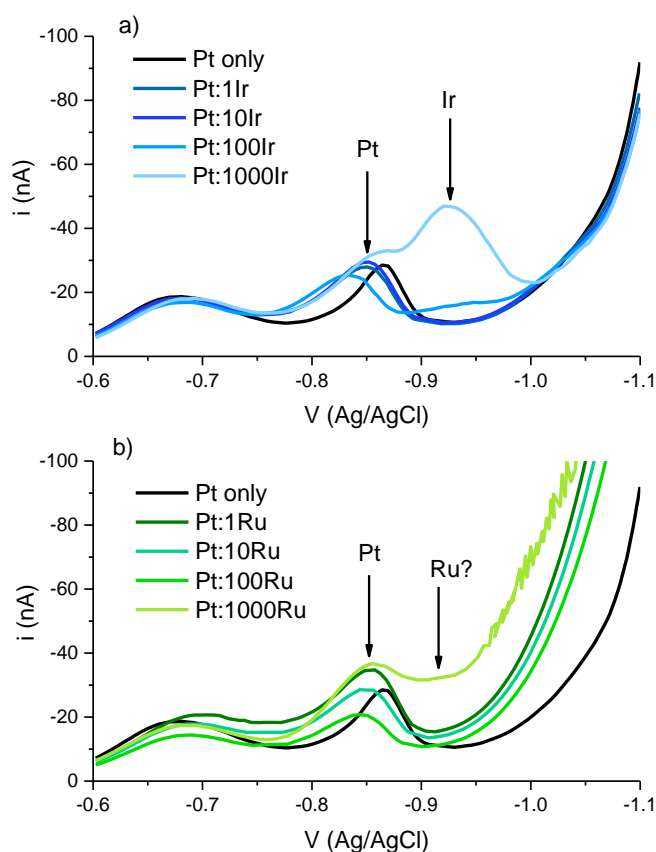 a)
-100
-80
-60
-40
-20
0
i (nA)
Pt only
Pt:1Ir
Pt:10Ir
Pt:100Ir
Pt:1000Ir
Pt
Ir
-0.6
-0.7
-0.8
-0.9
-1.0
-1.1
V (Ag/AgCl)
b)
-100
-80
-60
-40
-20
0
i (nA)
Pt only
Pt:1Ru
Pt:10Ru
Pt:100Ru
Pt:1000Ru
Pt
Ru?
-0.6
-0.7
-0.8
-0.9
-1.0
-1.1
V (Ag/AgCl)